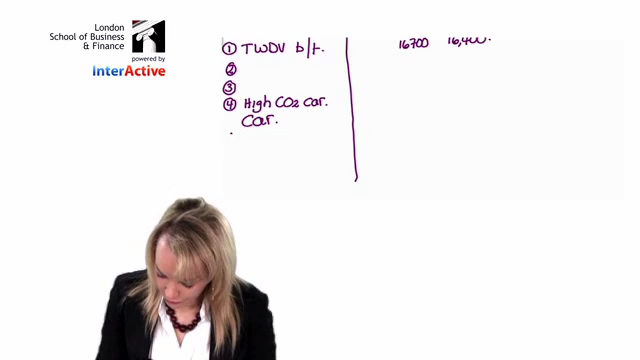 London
School of Business
& Finance
powered by
InterActive
① TWDV b/f. 16700 16,400.
②
③
④ High CO2 Car.
Car.